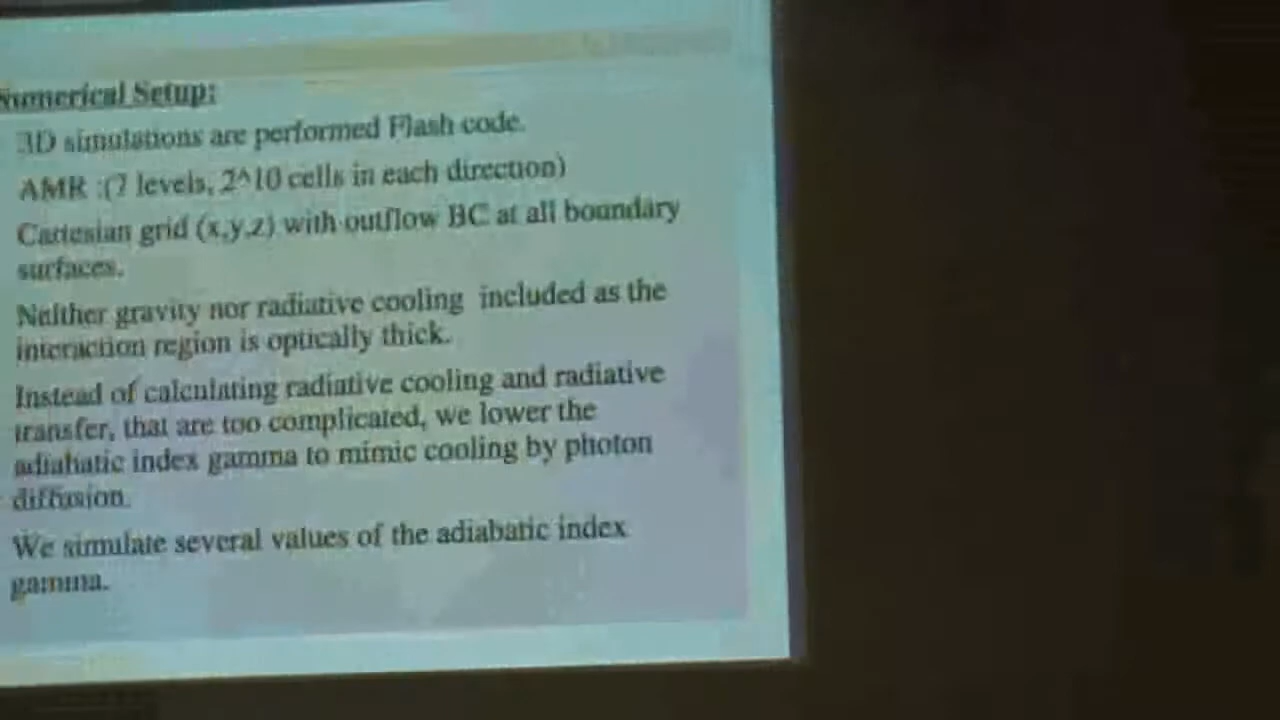 Numerical Setup:
3D simulations are performed Flash code.
AMR :(7 levels, 2^10 cells in each direction)
Cartesian grid (x,y,z) with outflow BC at all boundary
surfaces.
Neither gravity nor radiative cooling included as the
interaction region is optically thick.
Instead of calculating radiative cooling and radiative
transfer, that are too complicated, we lower the
adiabatic index gamma to mimic cooling by photon
diffusion.
We simulate several values of the adiabatic index
gamma.